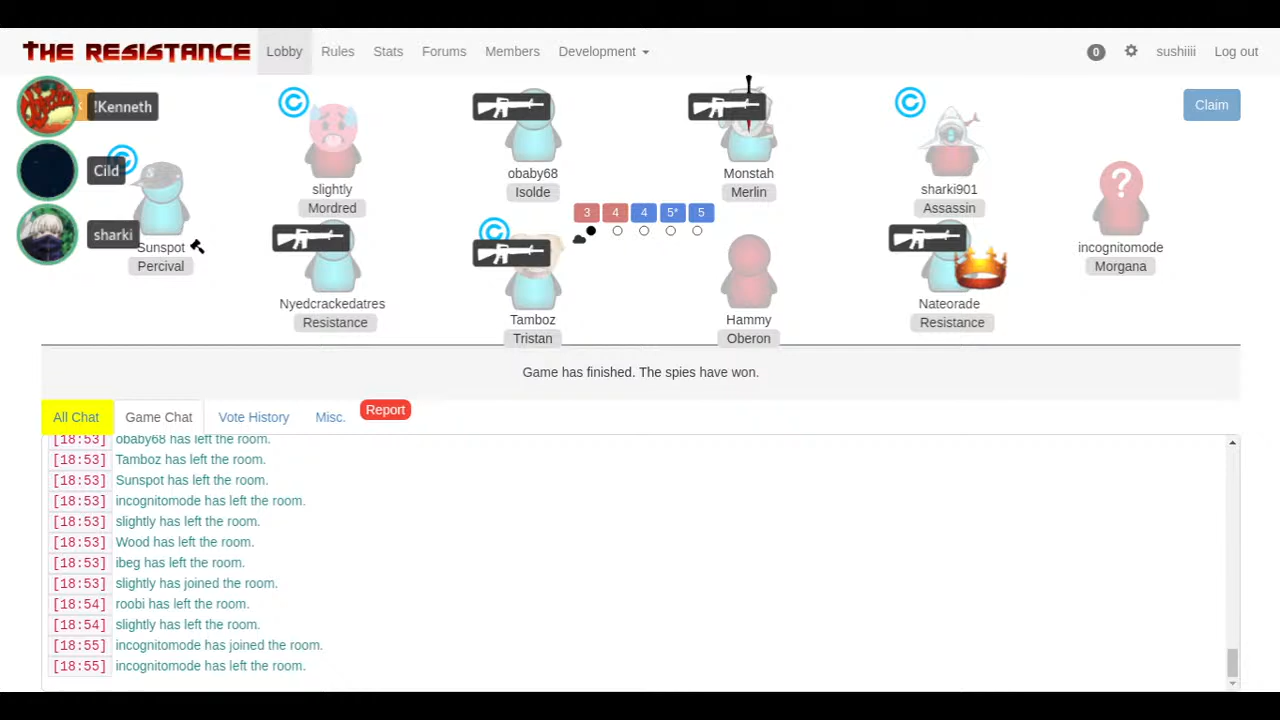 THE RESISTANCE Lobby Rules Stats Forums Members Development 0 sushiiii Log out
!Kenneth
Claim
Cild
sharki
Sunspot
Percival
slightly
Mordred
obaby68
Isolde
Monstah
Merlin
sharki901
Assassin
?
incognitomode
Morgana
3 4 4 5* 5
Nyedcrackedatres
Resistance
Tamboz
Tristan
Hammy
Oberon
Nateorade
Resistance
Game has finished. The spies have won.
All Chat Game Chat Vote History Misc. Report
[18:53] obaby68 has left the room.
[18:53] Tamboz has left the room.
[18:53] Sunspot has left the room.
[18:53] incognitomode has left the room.
[18:53] slightly has left the room.
[18:53] Wood has left the room.
[18:53] ibeg has left the room.
[18:53] slightly has joined the room.
[18:54] roobi has left the room.
[18:54] slightly has left the room.
[18:55] incognitomode has joined the room.
[18:55] incognitomode has left the room.